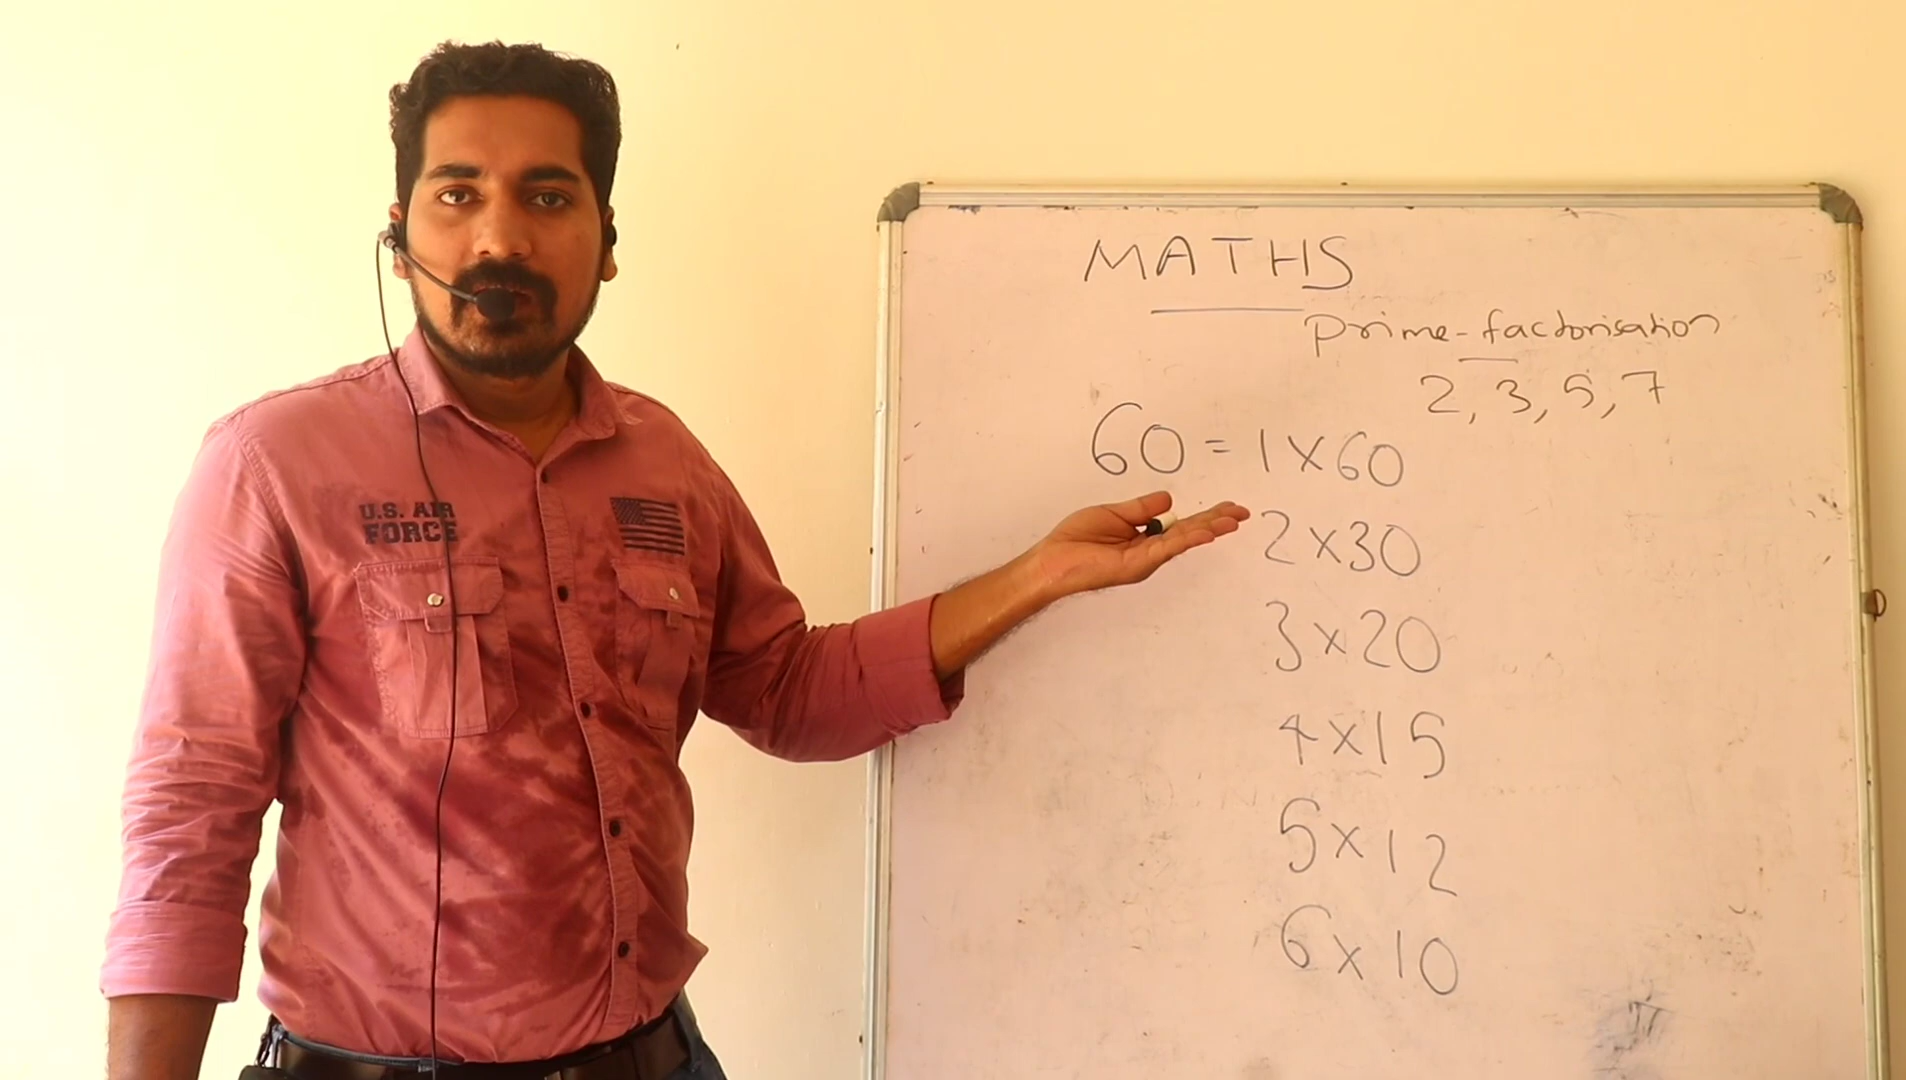 U.S. AIR
FORCE
MATHS
Prime-factorisation
2, 3, 5, 7
60 = 1 x 60
2 x 30
3 x 20
4 x 15
5 x 12
6 x 10